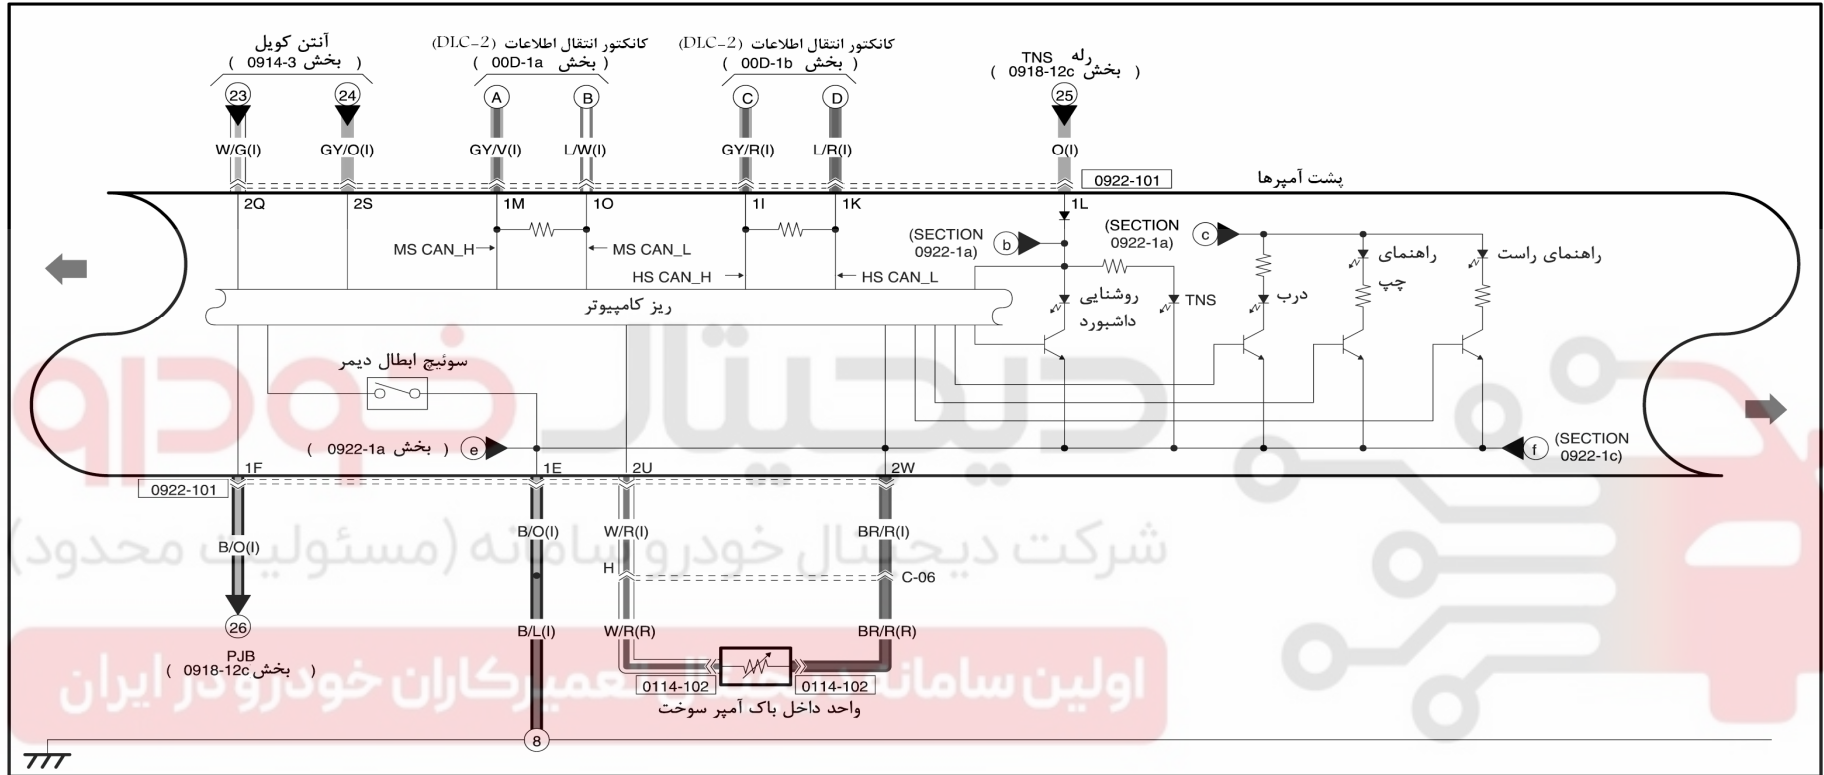 آنتن کویل
( بخش 0914-3 )
کانکتور انتقال اطلاعات (DLC-2)
( بخش 00D-1a )
کانکتور انتقال اطلاعات (DLC-2)
( بخش 00D-1b )
رله TNS
( بخش 0918-12c )
23
24
A
B
C
D
25
W/G(I)
GY/O(I)
GY/V(I)
L/W(I)
GY/R(I)
L/R(I)
O(I)
0922-101
پشت آمپرها
2Q
2S
1M
1O
1I
1K
1L
MS CAN_H
MS CAN_L
HS CAN_H
HS CAN_L
(SECTION
0922-1a)
b
(SECTION
0922-1a)
c
راهنمای
چپ
راهنمای راست
ریز کامپیوتر
روشنایی
داشبورد
TNS
درب
سوئیچ ابطال دیمر
( بخش 0922-1a )
e
f
(SECTION
0922-1c)
1F
1E
2U
2W
0922-101
B/O(I)
B/O(I)
W/R(I)
BR/R(I)
H
C-06
26
PJB
( بخش 0918-12c )
B/L(I)
W/R(R)
BR/R(R)
0114-102
0114-102
واحد داخل باک آمپر سوخت
8
دیجیتال خودرو
شرکت دیجیتال خودرو سامانه (مسئولیت محدود)
اولین سامانه دیجیتال تعمیرکاران خودرو در ایران